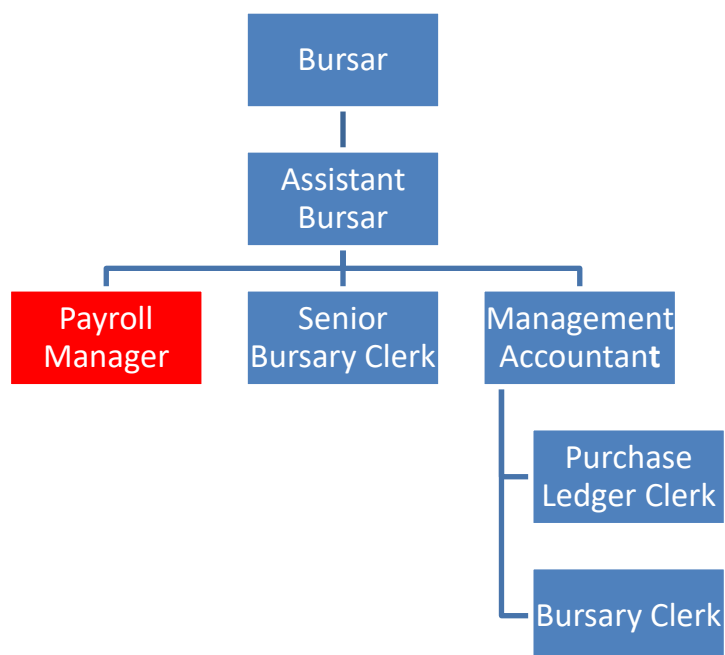 Bursar
Assistant
Bursar
Payroll
Manager
Senior
Bursary Clerk
Management
Accountant
Purchase
Ledger Clerk
Bursary Clerk